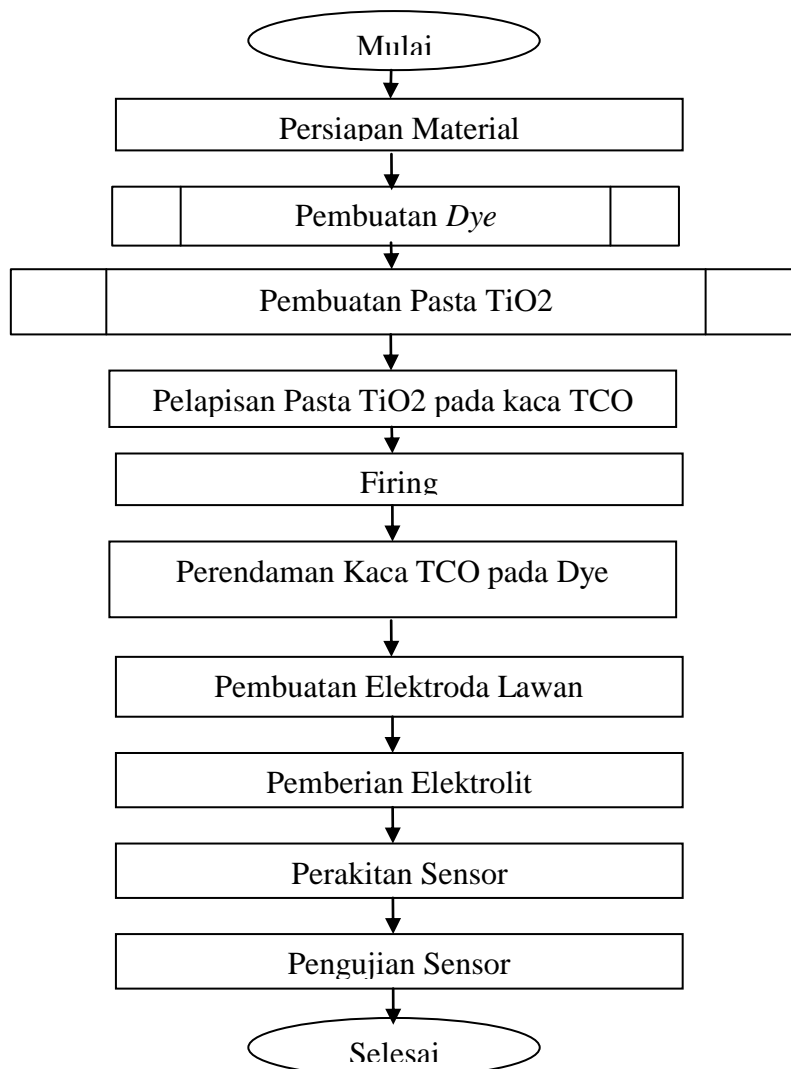 Mulai
Persiapan Material
Pembuatan Dye
Pembuatan Pasta TiO2
Pelapisan Pasta TiO2 pada kaca TCO
Firing
Perendaman Kaca TCO pada Dye
Pembuatan Elektroda Lawan
Pemberian Elektrolit
Perakitan Sensor
Pengujian Sensor
Selesai